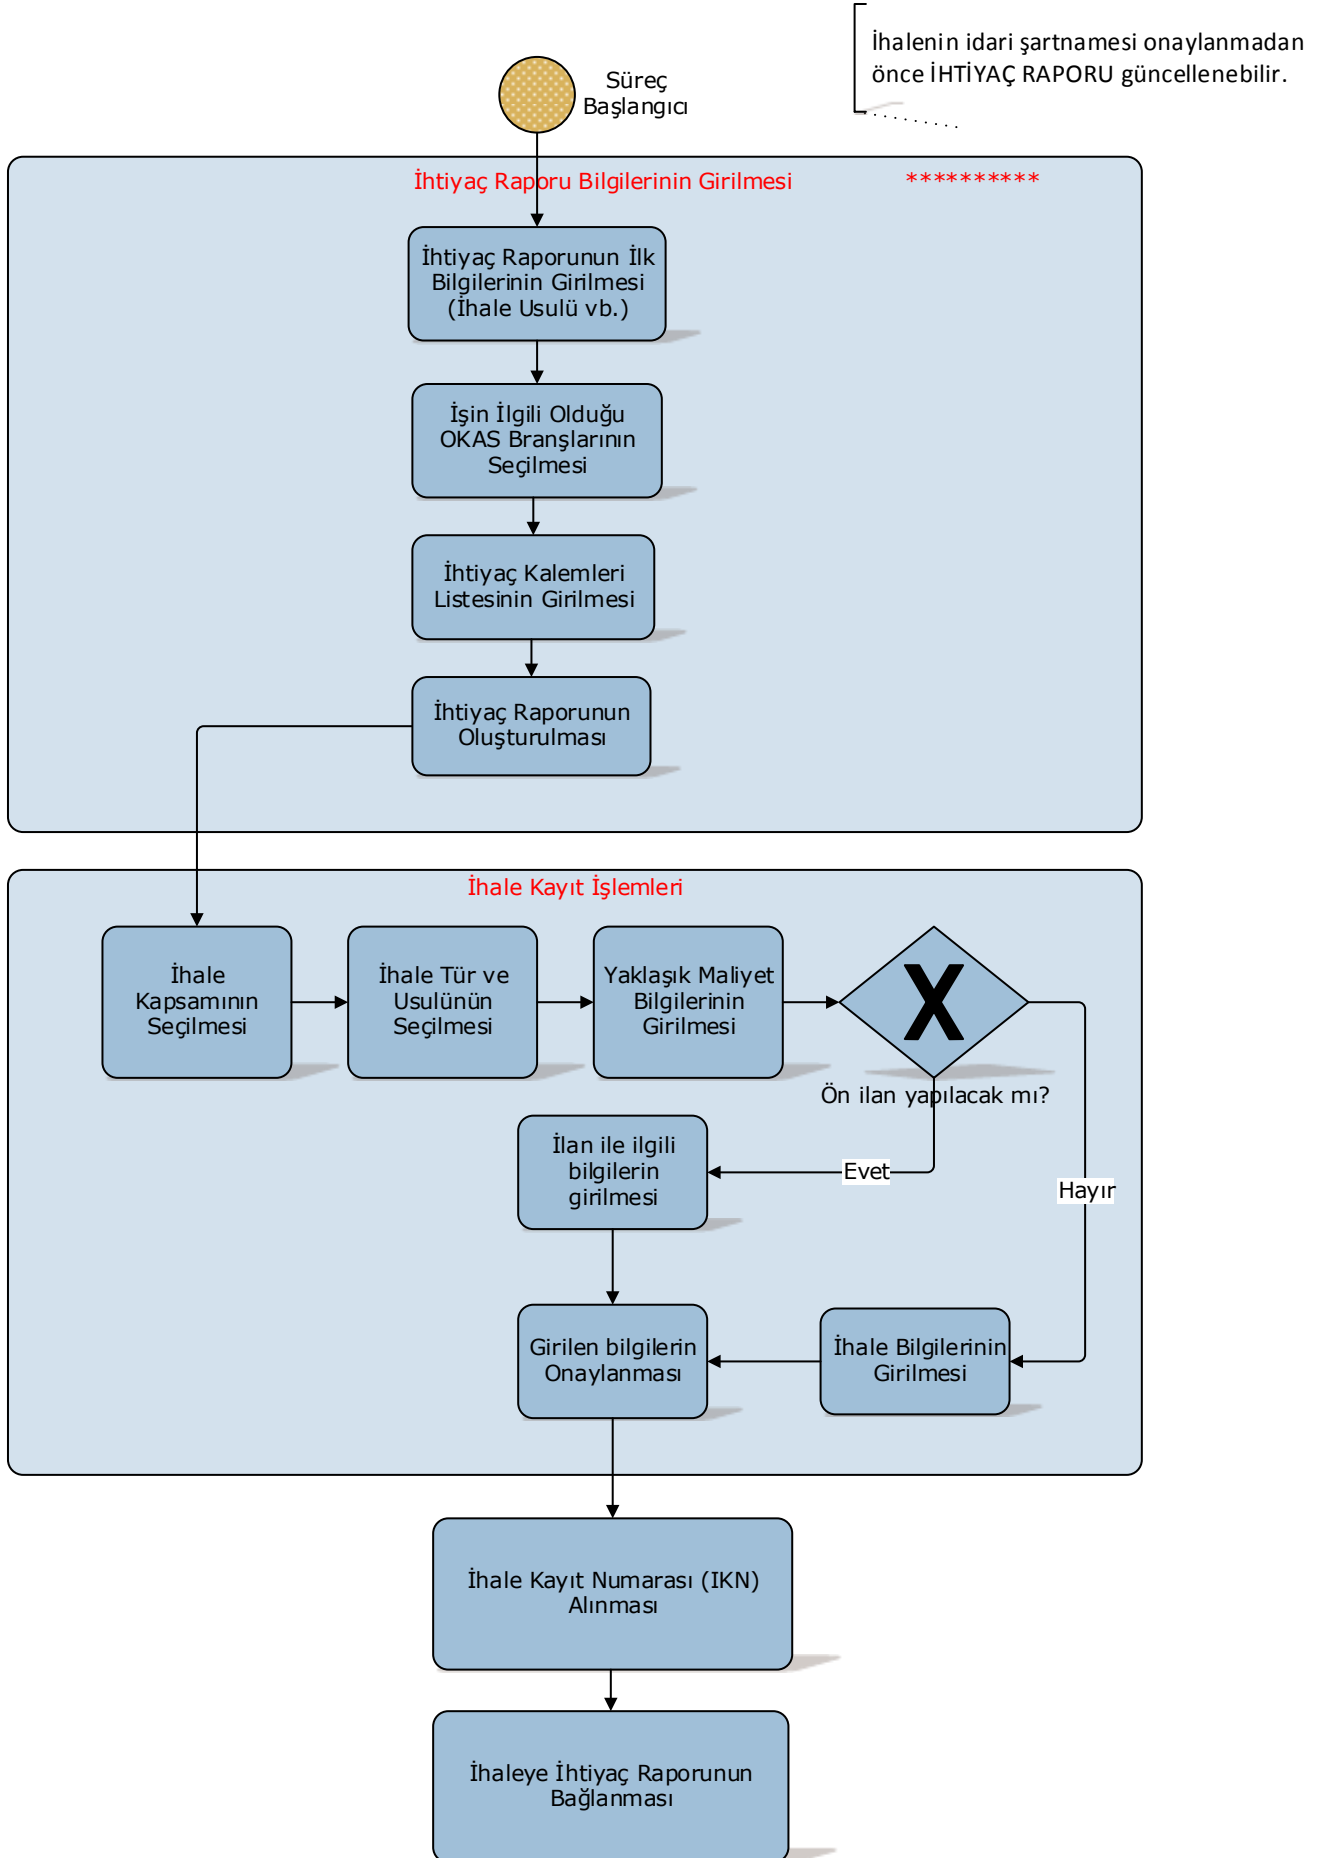 İhalenin idari şartnamesi onaylanmadan
önce İHTİYAÇ RAPORU güncellenebilir.
Süreç
Başlangıcı
İhtiyaç Raporu Bilgilerinin Girilmesi **********
İhtiyaç Raporunun İlk
Bilgilerinin Girilmesi
(İhale Usulü vb.)
İşin İlgili Olduğu
OKAS Branşlarının
Seçilmesi
İhtiyaç Kalemleri
Listesinin Girilmesi
İhtiyaç Raporunun
Oluşturulması
İhale Kayıt İşlemleri
İhale
Kapsamının
Seçilmesi
İhale Tür ve
Usulünün
Seçilmesi
Yaklaşık Maliyet
Bilgilerinin
Girilmesi
X
Ön ilan yapılacak mı?
Evet
Hayır
İlan ile ilgili
bilgilerin
girilmesi
Girilen bilgilerin
Onaylanması
İhale Bilgilerinin
Girilmesi
İhale Kayıt Numarası (IKN)
Alınması
İhaleye İhtiyaç Raporunun
Bağlanması